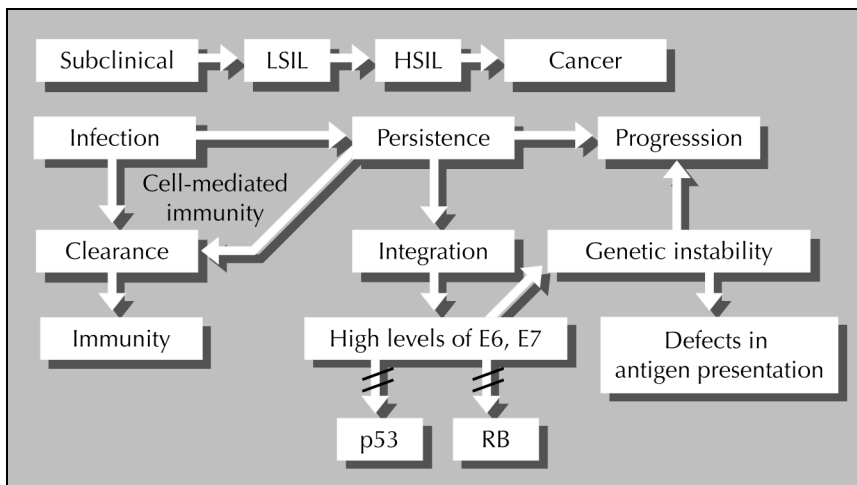 Subclinical
LSIL
HSIL
Cancer
Infection
Persistence
Progresssion
Cell-mediated
immunity
Clearance
Integration
Genetic instability
Immunity
High levels of E6, E7
Defects in
antigen presentation
p53
RB